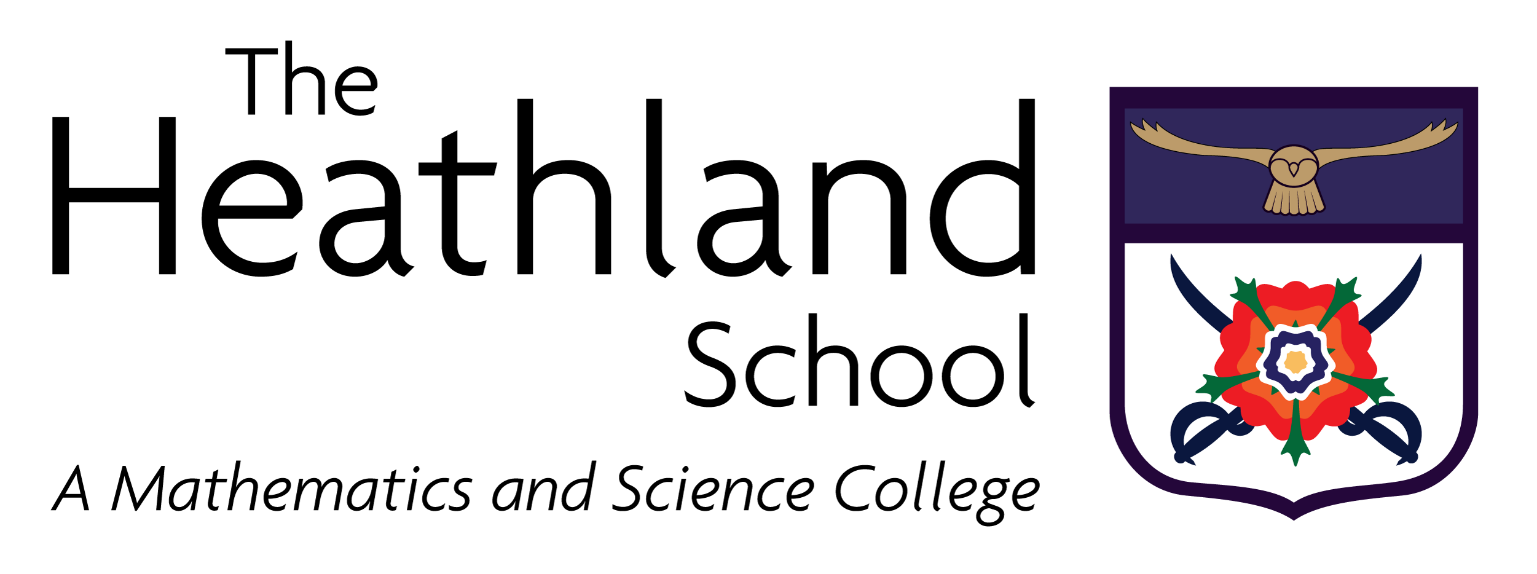 The
Heathland
School
A Mathematics and Science College